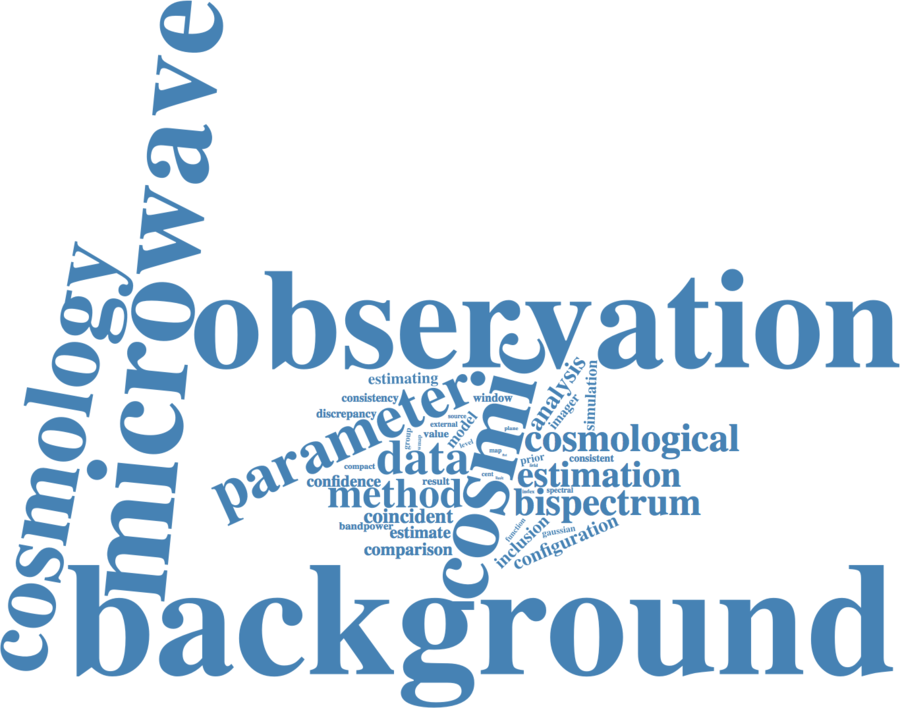 microwave
cosmology
observation
cosmic
background
parameter
estimating
consistency
window
discrepancy
source
external
value
model
level
group
plane
analysis
imager
simulation
cosmological
data
map
prior
consistent
compact
confidence
result
cent
estimation
method
spectral
bispectrum
coincident
bandpower
estimate
comparison
function
inclusion
gaussian
configuration